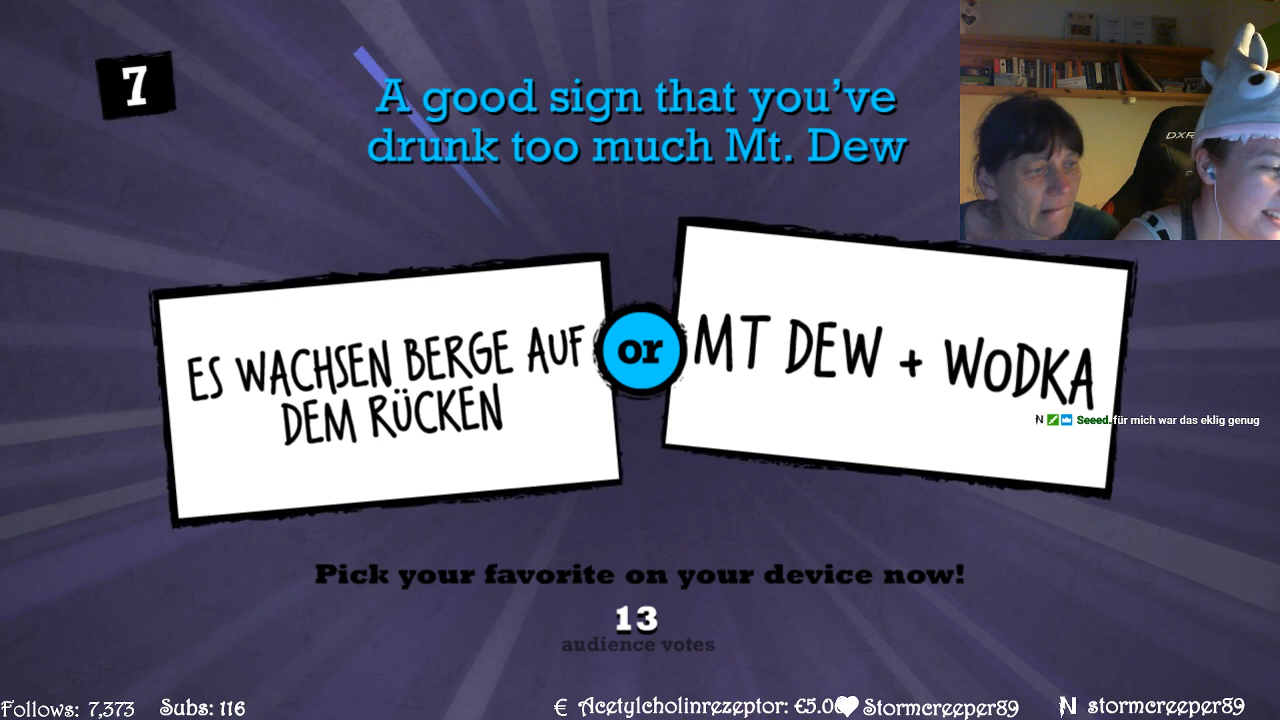 7
A good sign that you've
drunk too much Mt. Dew
DXR
ES WACHSEN BERGE AUF
DEM RÜCKEN
or
MT DEW + WODKA
N Seeed. für mich war das eklig genug
Pick your favorite on your device now!
13
audience votes
Follows: 7,373 Subs: 116 € Acetylcholinrezeptor: €5.0 Stormcreeper89 N stormcreeper89